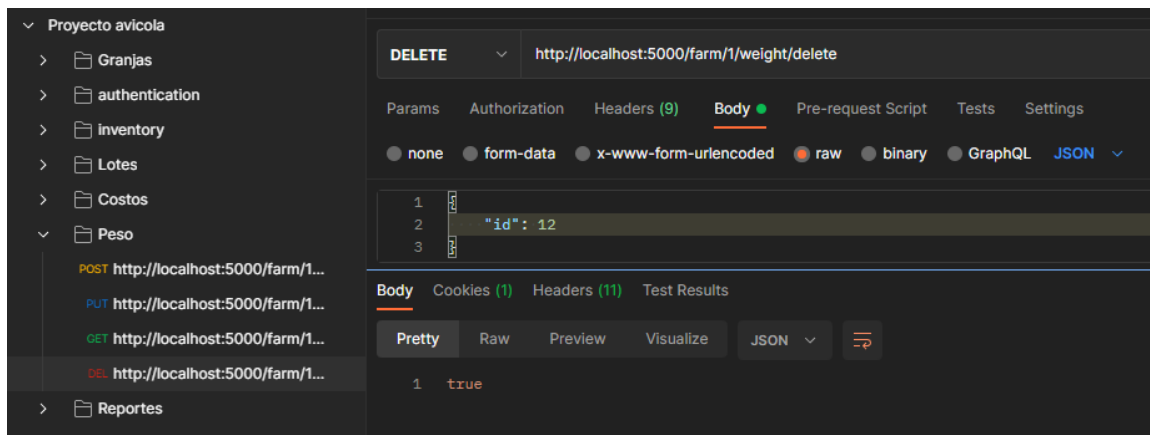 Proyecto avicola
Granjas
authentication
inventory
Lotes
Costos
Peso
POST http://localhost:5000/farm/1...
PUT http://localhost:5000/farm/1...
GET http://localhost:5000/farm/1...
DEL http://localhost:5000/farm/1...
Reportes
DELETE http://localhost:5000/farm/1/weight/delete
Params Authorization Headers (9) Body Pre-request Script Tests Settings
none form-data x-www-form-urlencoded raw binary GraphQL JSON
1 {
2 "id": 12
3 }
Body Cookies (1) Headers (11) Test Results
Pretty Raw Preview Visualize JSON
1 true